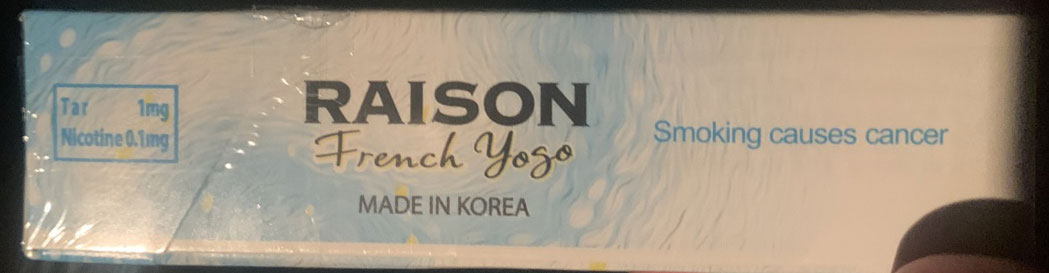 Tar 1mg
Nicotine 0.1mg
RAISON
French Yogo
MADE IN KOREA
Smoking causes cancer